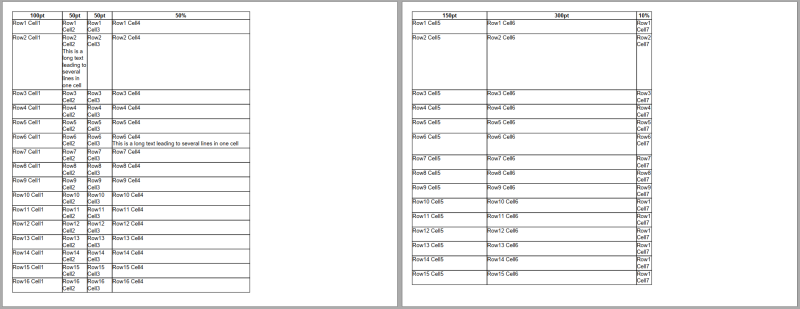 100pt 50pt 50pt 50%
Row1 Cell1 Row1 Row1 Row1 Cell4
Cell2 Cell3
Row2 Cell1 Row2 Row2 Row2 Cell4
Cell2 Cell3
This is a
long text
leading to
several
lines in
one cell
Row3 Cell1 Row3 Row3 Row3 Cell4
Cell2 Cell3
Row4 Cell1 Row4 Row4 Row4 Cell4
Cell2 Cell3
Row5 Cell1 Row5 Row5 Row5 Cell4
Cell2 Cell3
Row6 Cell1 Row6 Row6 Row6 Cell4
Cell2 Cell3 This is a long text leading to several lines in one cell
Row7 Cell1 Row7 Row7 Row7 Cell4
Cell2 Cell3
Row8 Cell1 Row8 Row8 Row8 Cell4
Cell2 Cell3
Row9 Cell1 Row9 Row9 Row9 Cell4
Cell2 Cell3
Row10 Cell1 Row10 Row10 Row10 Cell4
Cell2 Cell3
Row11 Cell1 Row11 Row11 Row11 Cell4
Cell2 Cell3
Row12 Cell1 Row12 Row12 Row12 Cell4
Cell2 Cell3
Row13 Cell1 Row13 Row13 Row13 Cell4
Cell2 Cell3
Row14 Cell1 Row14 Row14 Row14 Cell4
Cell2 Cell3
Row15 Cell1 Row15 Row15 Row15 Cell4
Cell2 Cell3
Row16 Cell1 Row16 Row16 Row16 Cell4
Cell2 Cell3
150pt 300pt 10%
Row1 Cell5 Row1 Cell6 Row1
Cell7
Row2 Cell5 Row2 Cell6 Row2
Cell7
Row3 Cell5 Row3 Cell6 Row3
Cell7
Row4 Cell5 Row4 Cell6 Row4
Cell7
Row5 Cell5 Row5 Cell6 Row5
Cell7
Row6 Cell5 Row6 Cell6 Row6
Cell7
Row7 Cell5 Row7 Cell6 Row7
Cell7
Row8 Cell5 Row8 Cell6 Row8
Cell7
Row9 Cell5 Row9 Cell6 Row9
Cell7
Row10 Cell5 Row10 Cell6 Row1
Cell7
Row11 Cell5 Row11 Cell6 Row1
Cell7
Row12 Cell5 Row12 Cell6 Row1
Cell7
Row13 Cell5 Row13 Cell6 Row1
Cell7
Row14 Cell5 Row14 Cell6 Row1
Cell7
Row15 Cell5 Row15 Cell6 Row1
Cell7